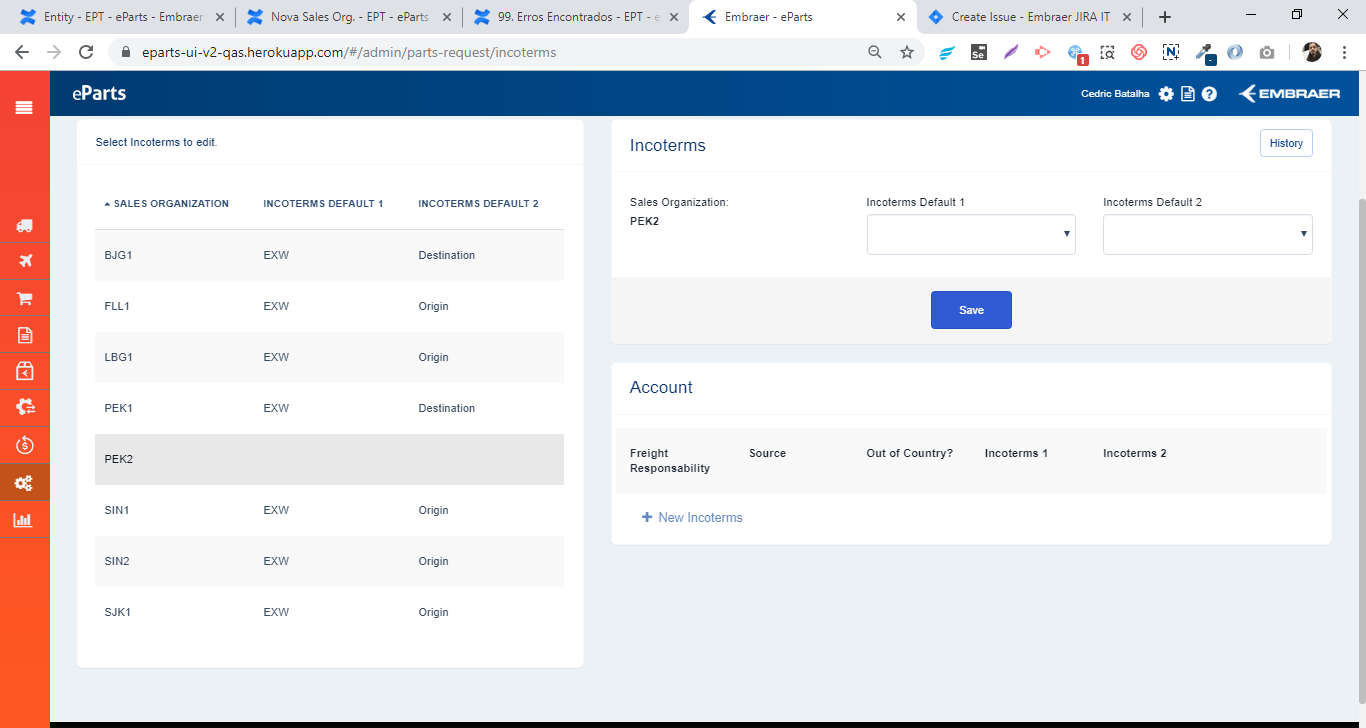 Entity - EPT - eParts - Embraer
Nova Sales Org. - EPT - eParts
99. Erros Encontrados - EPT - e
Embraer - eParts
Create Issue - Embraer JIRA IT
eparts-ui-v2-qas.herokuapp.com/#/admin/parts-request/incoterms
Se
1
N
eParts
Cedric Batalha
EMBRAER
Select Incoterms to edit.
SALES ORGANIZATION INCOTERMS DEFAULT 1 INCOTERMS DEFAULT 2
BJG1 EXW Destination
FLL1 EXW Origin
LBG1 EXW Origin
PEK1 EXW Destination
PEK2
SIN1 EXW Origin
SIN2 EXW Origin
SJK1 EXW Origin
Incoterms
History
Sales Organization: Incoterms Default 1 Incoterms Default 2
PEK2
Save
Account
Freight Source Out of Country? Incoterms 1 Incoterms 2
Responsability
+ New Incoterms